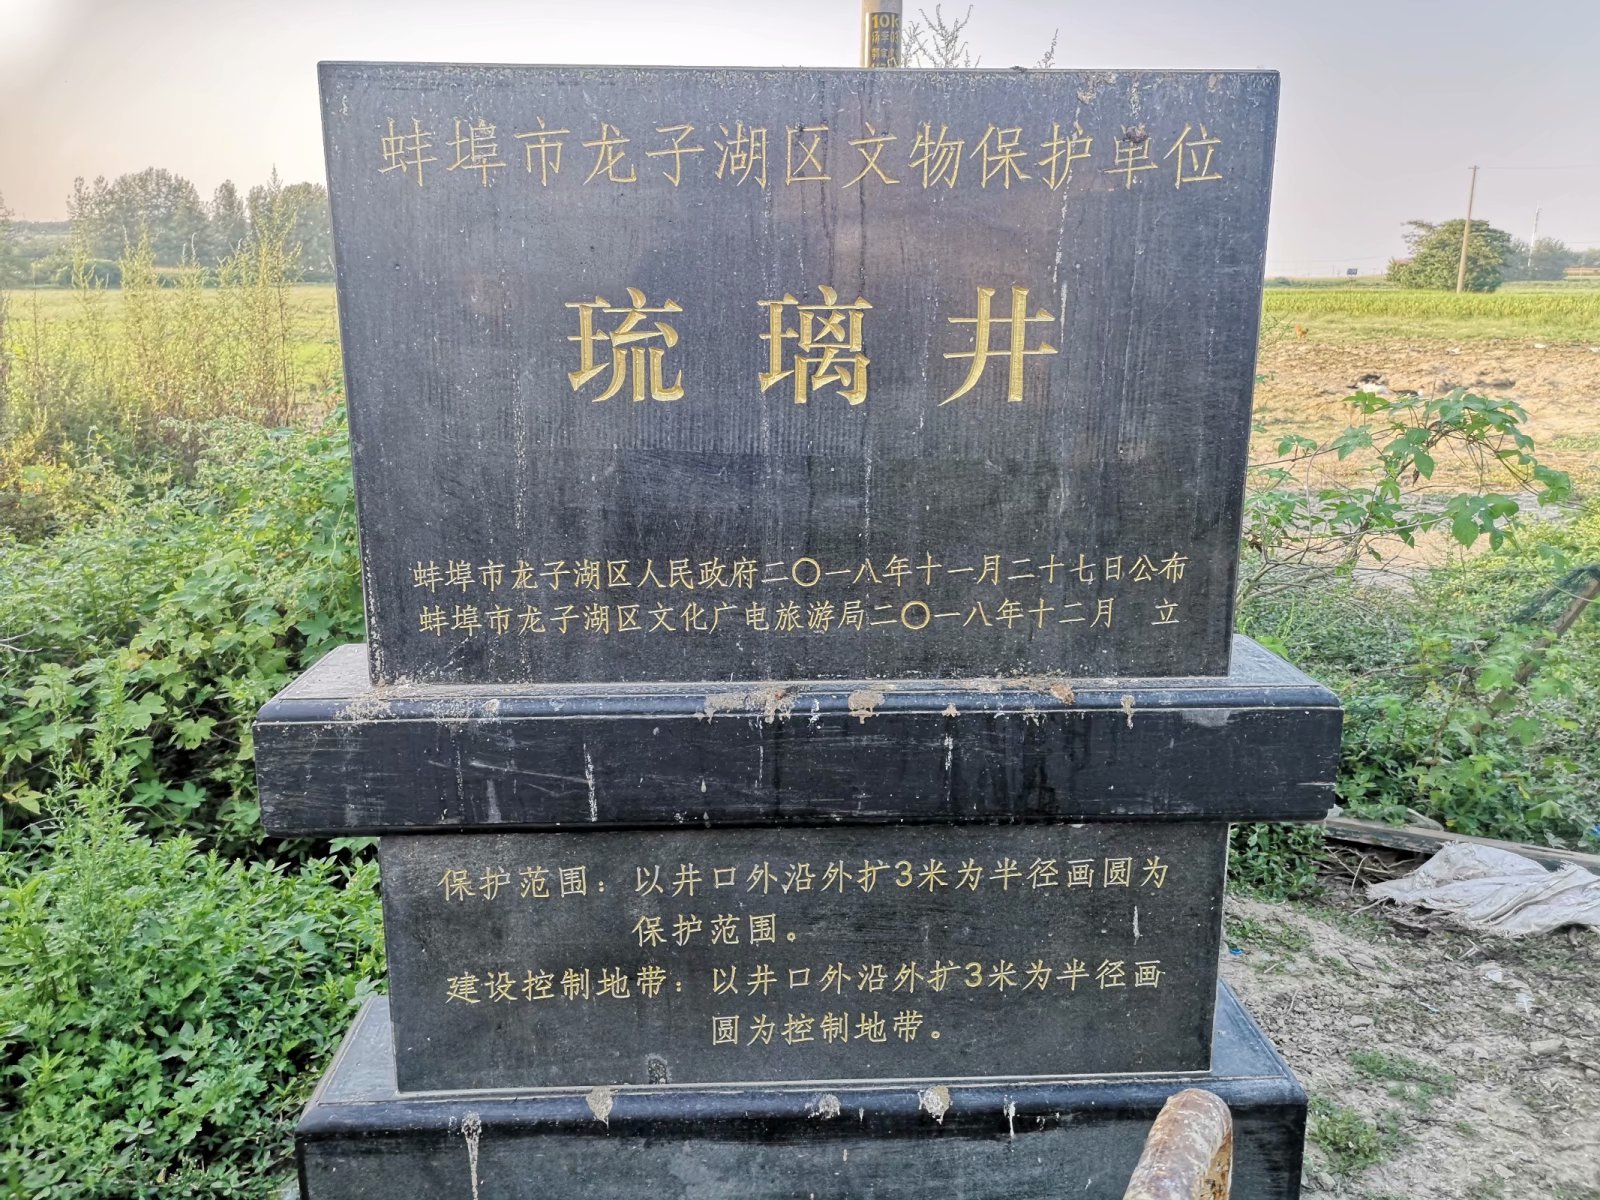 10k
蚌埠市龙子湖区文物保护单位
琉璃井
蚌埠市龙子湖区人民政府二〇一八年十一月二十七日公布
蚌埠市龙子湖区文化广电旅游局二〇一八年十二月 立
保护范围：以井口外沿外扩3米为半径画圆为
保护范围。
建设控制地带：以井口外沿外扩3米为半径画
圆为控制地带。